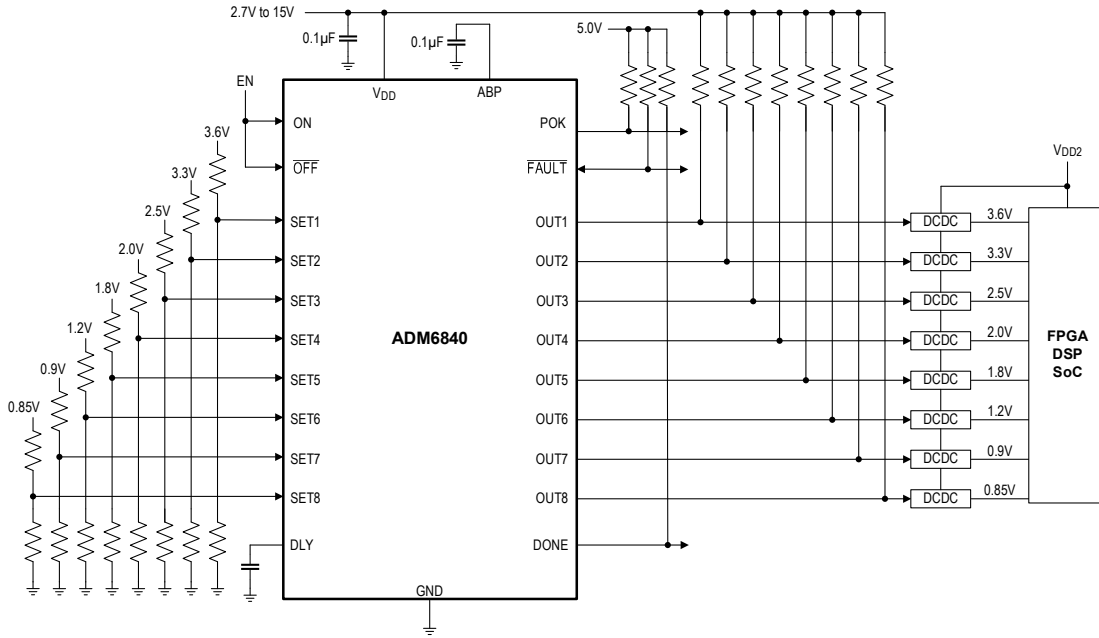 2.7V to 15V
0.1µF
0.1µF
5.0V
EN
VDD
ABP
ON
POK
3.6V
OFF
FAULT
VDD2
3.3V
SET1
OUT1
DCDC
3.6V
2.5V
SET2
OUT2
DCDC
3.3V
2.0V
SET3
OUT3
DCDC
2.5V
1.8V
SET4
ADM6840
OUT4
DCDC
2.0V
FPGA
DSP
SoC
1.2V
SET5
OUT5
DCDC
1.8V
0.9V
SET6
OUT6
DCDC
1.2V
0.85V
SET7
OUT7
DCDC
0.9V
SET8
OUT8
DCDC
0.85V
DLY
DONE
GND